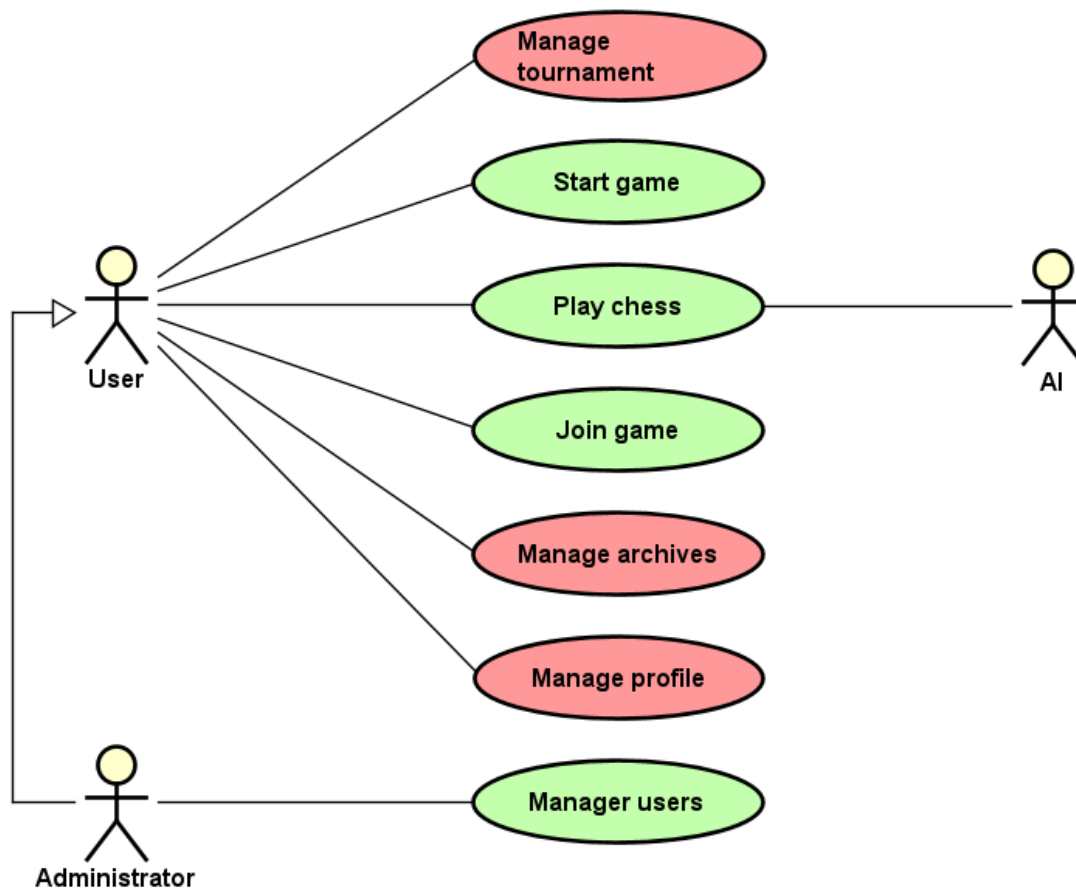 Manage
tournament
Start game
Play chess
User
AI
Join game
Manage archives
Manage profile
Manager users
Administrator